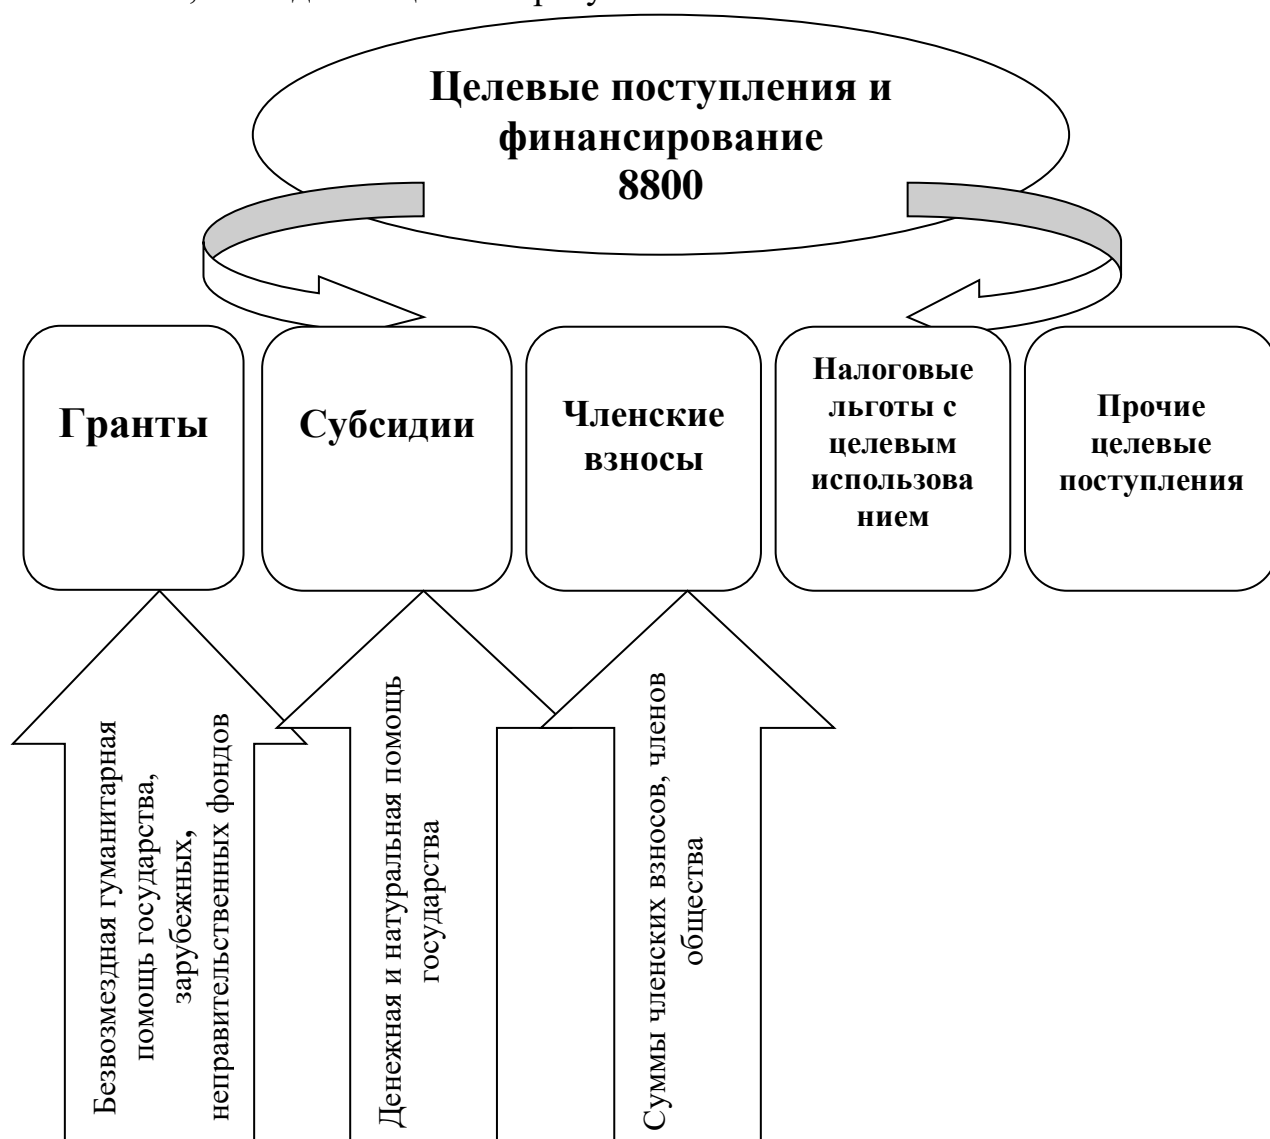 Целевые поступления и
финансирование
8800
Гранты
Субсидии
Членские
взносы
Налоговые
льготы с
целевым
использова
нием
Прочие
целевые
поступления
Безвозмездная гуманитарная
помощь государства,
зарубежных,
неправительственных фондов
Денежная и натуральная помощь
государства
Суммы членских взносов, членов
общества